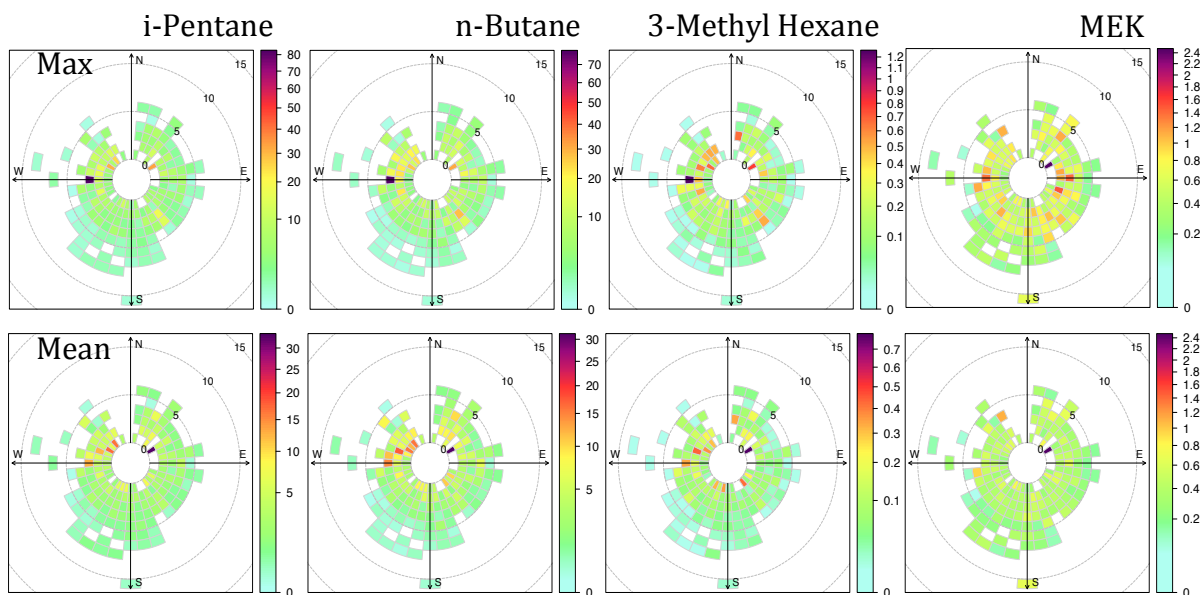 i-Pentane n-Butane 3-Methyl Hexane MEK
Max
N 15 10 5 0 W E S
80 70 60 50 40 30 20 10 0
N 15 10 5 0 W E S
70 60 50 40 30 20 10 0
N 15 10 5 0 W E S
1.2 1.1 1 0.9 0.8 0.7 0.6 0.5 0.4 0.3 0.2 0.1 0
N 15 10 5 0 W E S
2.4 2.2 2 1.8 1.6 1.4 1.2 1 0.8 0.6 0.4 0.2 0
Mean
N 15 10 5 0 W E S
30 25 20 15 10 5 0
N 15 10 5 0 W E S
30 25 20 15 10 5 0
N 15 10 5 0 W E S
0.7 0.6 0.5 0.4 0.3 0.2 0.1 0
N 15 10 5 0 W E S
2.4 2.2 2 1.8 1.6 1.4 1.2 1 0.8 0.6 0.4 0.2 0